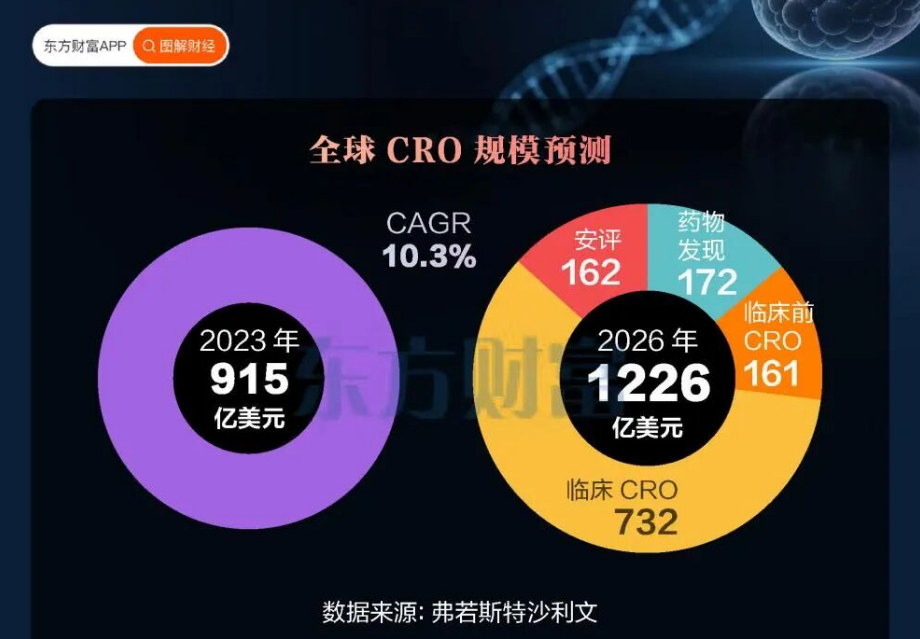 东方财富APP 图解财经
全球 CRO 规模预测
CAGR
10.3%
2023 年
915
亿美元
安评
162
药物
发现
172
临床前
CRO
161
2026 年
1226
亿美元
临床 CRO
732
东方财富
数据来源: 弗若斯特沙利文